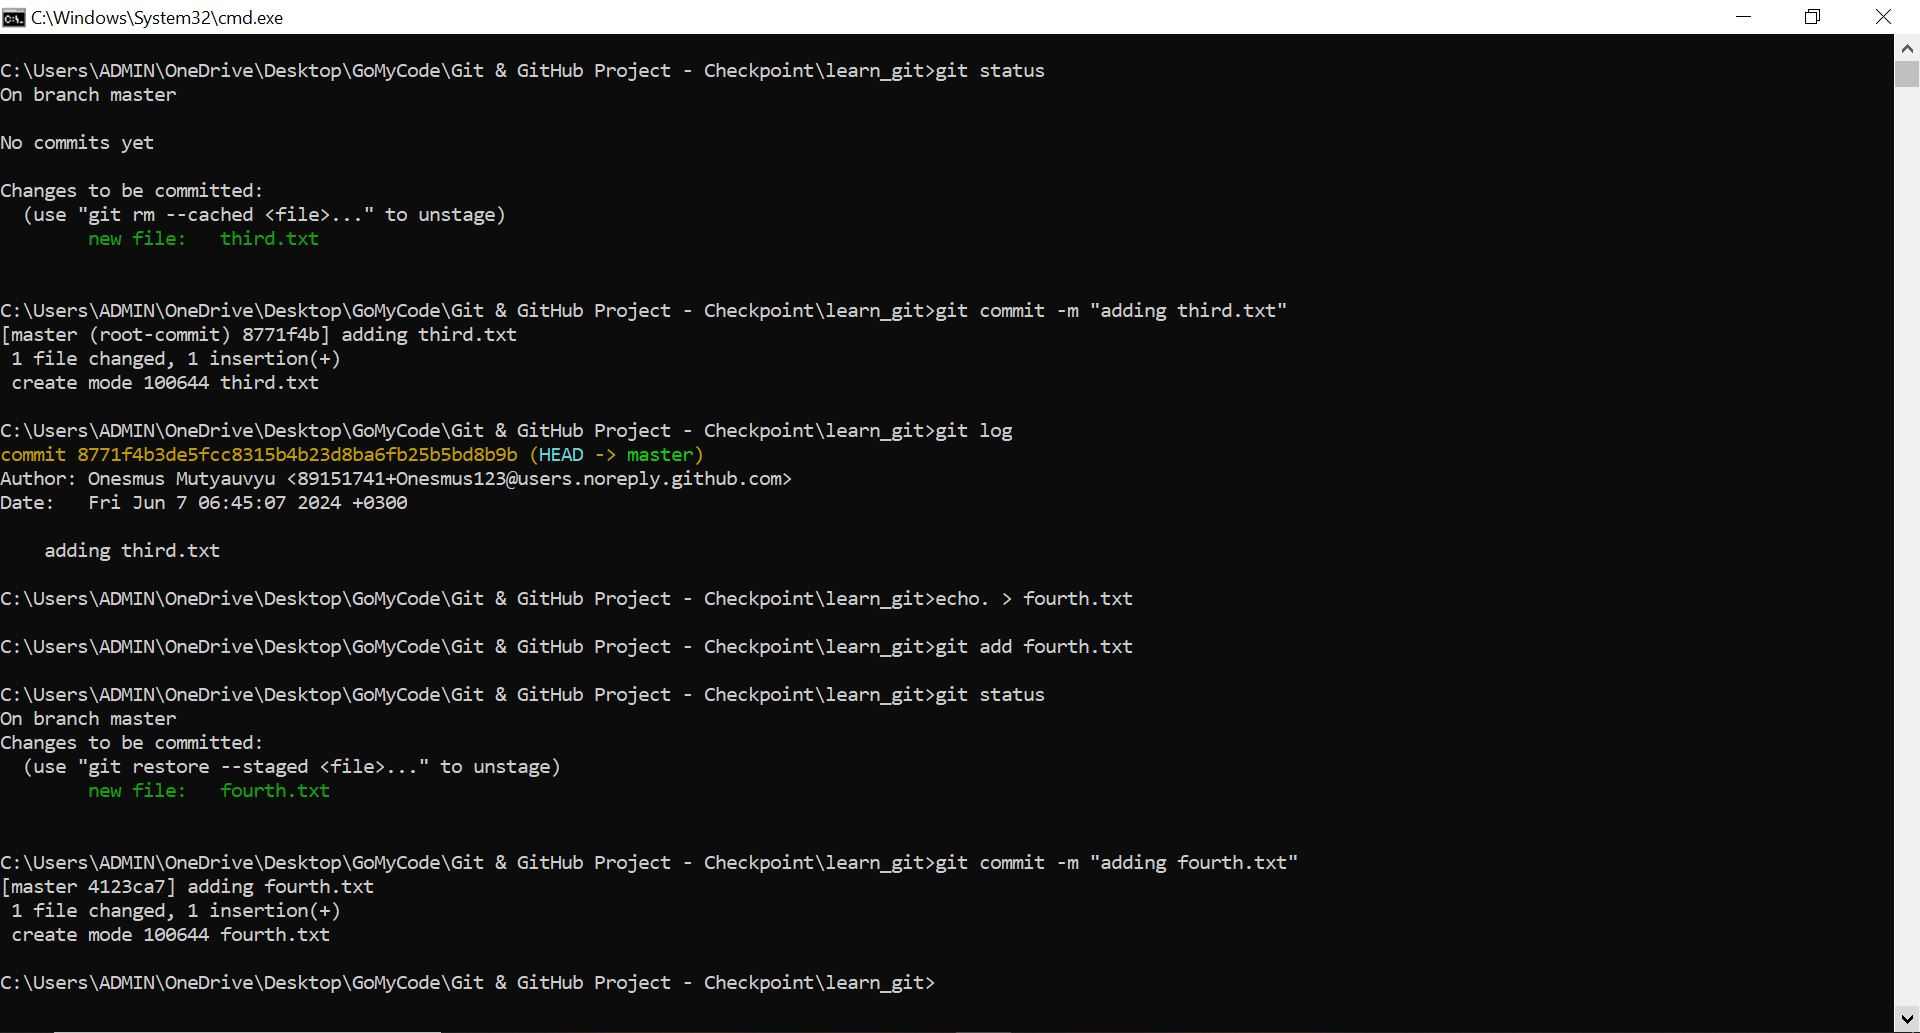 C:\Windows\System32\cmd.exe
C:\Users\ADMIN\OneDrive\Desktop\GoMyCode\Git & GitHub Project - Checkpoint\learn_git>git status
On branch master
No commits yet
Changes to be committed:
  (use "git rm --cached <file>..." to unstage)
        new file:   third.txt
C:\Users\ADMIN\OneDrive\Desktop\GoMyCode\Git & GitHub Project - Checkpoint\learn_git>git commit -m "adding third.txt"
[master (root-commit) 8771f4b] adding third.txt
 1 file changed, 1 insertion(+)
 create mode 100644 third.txt
C:\Users\ADMIN\OneDrive\Desktop\GoMyCode\Git & GitHub Project - Checkpoint\learn_git>git log
commit 8771f4b3de5fcc8315b4b23d8ba6fb25b5bd8b9b (HEAD -> master)
Author: Onesmus Mutyauvyu <89151741+Onesmus123@users.noreply.github.com>
Date:   Fri Jun 7 06:45:07 2024 +0300
    adding third.txt
C:\Users\ADMIN\OneDrive\Desktop\GoMyCode\Git & GitHub Project - Checkpoint\learn_git>echo. > fourth.txt
C:\Users\ADMIN\OneDrive\Desktop\GoMyCode\Git & GitHub Project - Checkpoint\learn_git>git add fourth.txt
C:\Users\ADMIN\OneDrive\Desktop\GoMyCode\Git & GitHub Project - Checkpoint\learn_git>git status
On branch master
Changes to be committed:
  (use "git restore --staged <file>..." to unstage)
        new file:   fourth.txt
C:\Users\ADMIN\OneDrive\Desktop\GoMyCode\Git & GitHub Project - Checkpoint\learn_git>git commit -m "adding fourth.txt"
[master 4123ca7] adding fourth.txt
 1 file changed, 1 insertion(+)
 create mode 100644 fourth.txt
C:\Users\ADMIN\OneDrive\Desktop\GoMyCode\Git & GitHub Project - Checkpoint\learn_git>